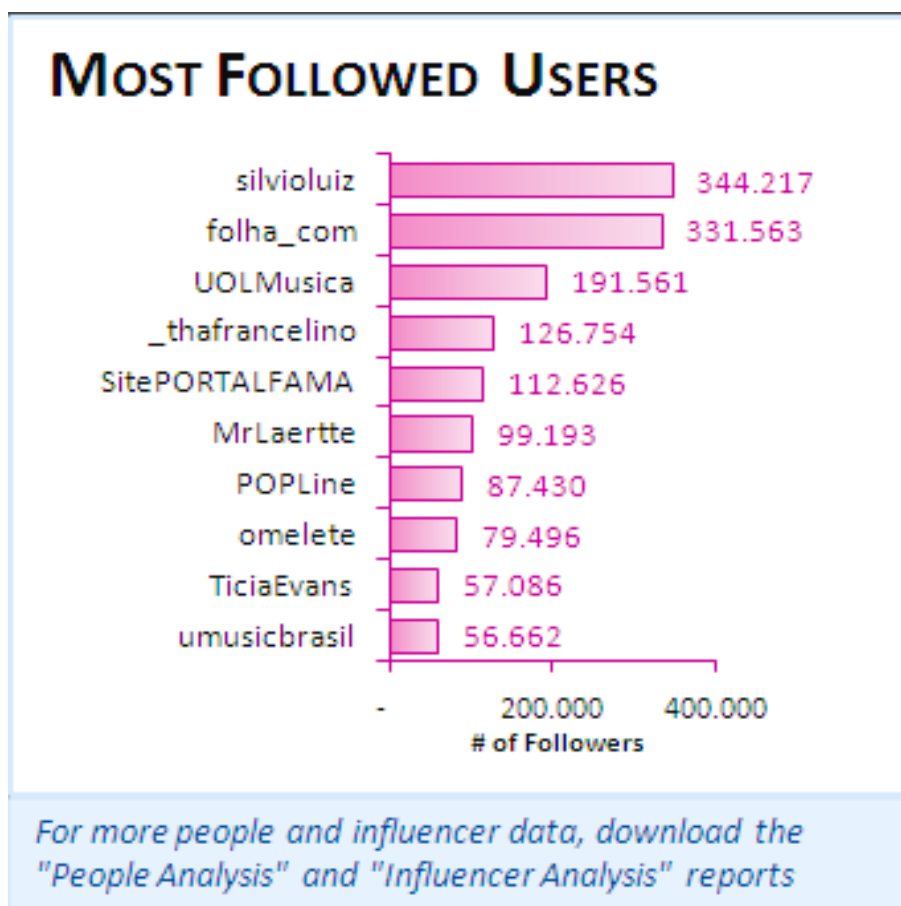 MOST FOLLOWED USERS
silvioluiz 344.217
folha_com 331.563
UOLMusica 191.561
_thafrancelino 126.754
SitePORTALFAMA 112.626
MrLaertte 99.193
POPLine 87.430
omelete 79.496
TiciaEvans 57.086
umusicbrasil 56.662
- 200.000 400.000
# of Followers
For more people and influencer data, download the
"People Analysis" and "Influencer Analysis" reports